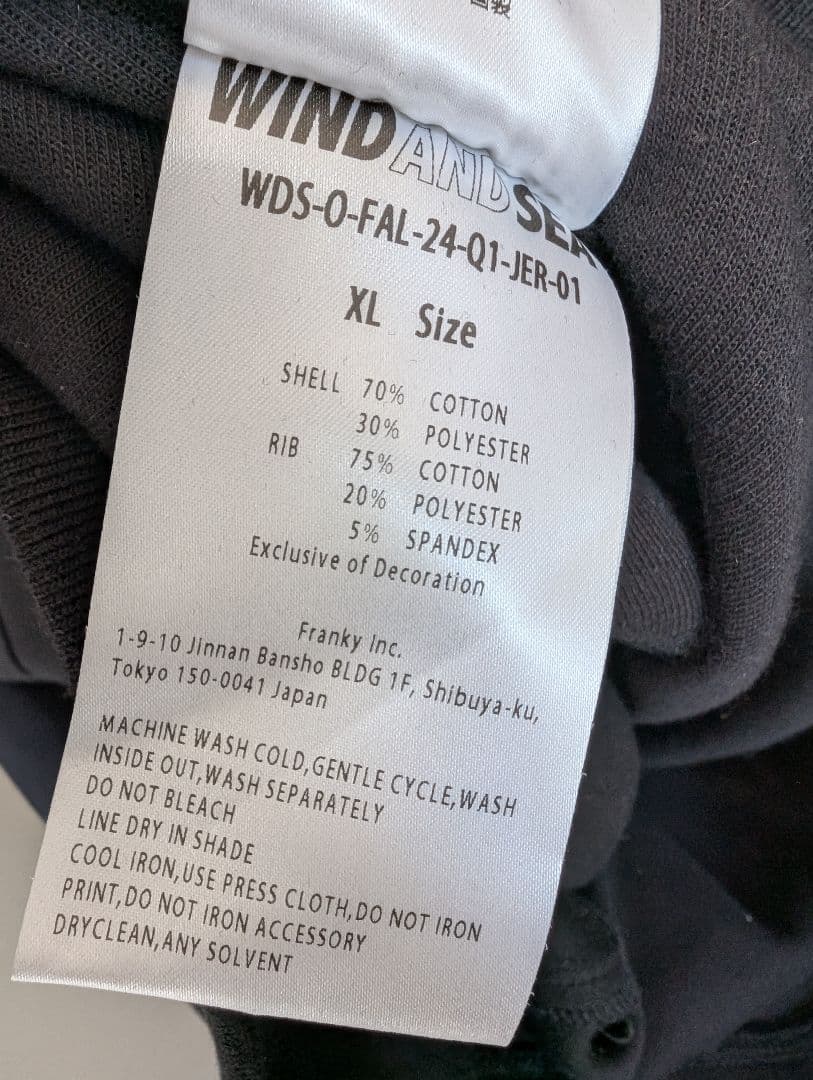 WIND AND SEA
WDS-O-FAL-24-Q1-JER-01
XL Size
SHELL 70% COTTON
30% POLYESTER
RIB 75% COTTON
20% POLYESTER
5% SPANDEX
Exclusive of Decoration
Franky Inc.
1-9-10 Jinnan Bansho BLDG 1F, Shibuya-ku,
Tokyo 150-0041 Japan
MACHINE WASH COLD,GENTLE CYCLE,WASH
INSIDE OUT,WASH SEPARATELY
DO NOT BLEACH
LINE DRY IN SHADE
COOL IRON,USE PRESS CLOTH,DO NOT IRON
PRINT,DO NOT IRON ACCESSORY
DRYCLEAN,ANY SOLVENT